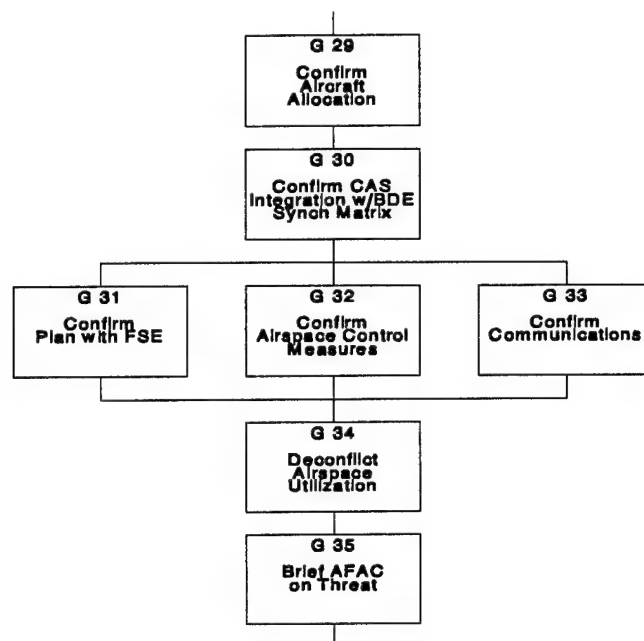 G 29
Confirm
Aircraft
Allocation
G 30
Confirm CAS
Integration w/BDE
Synch Matrix
G 31
Confirm
Plan with FSE
G 32
Confirm
Airspace Control
Measures
G 33
Confirm
Communications
G 34
Deconflict
Airspace
Utilization
G 35
Brief AFAC
on Threat